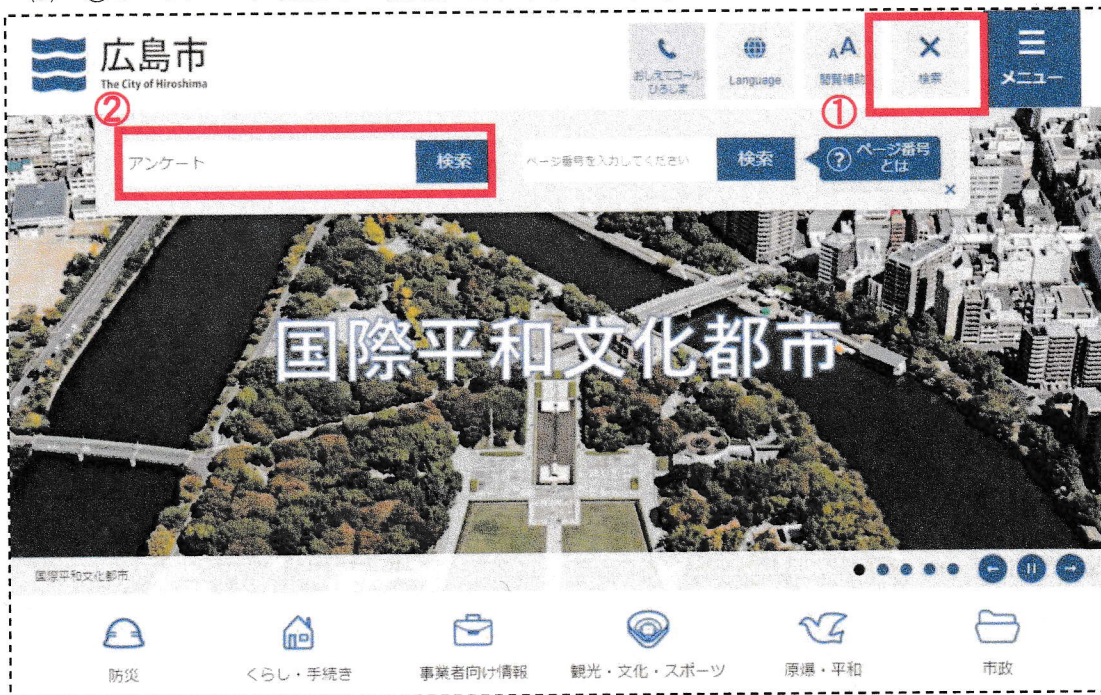 広島市
The City of Hiroshima
おしえてコール
ひろしま
Language
AA
閲覧補助
検索
メニュー
②
①
アンケート
検索
ページ番号を入力してください
検索
? ページ番号
とは
×
国際平和文化都市
国際平和文化都市
防災
くらし・手続き
事業者向け情報
観光・文化・スポーツ
原爆・平和
市政